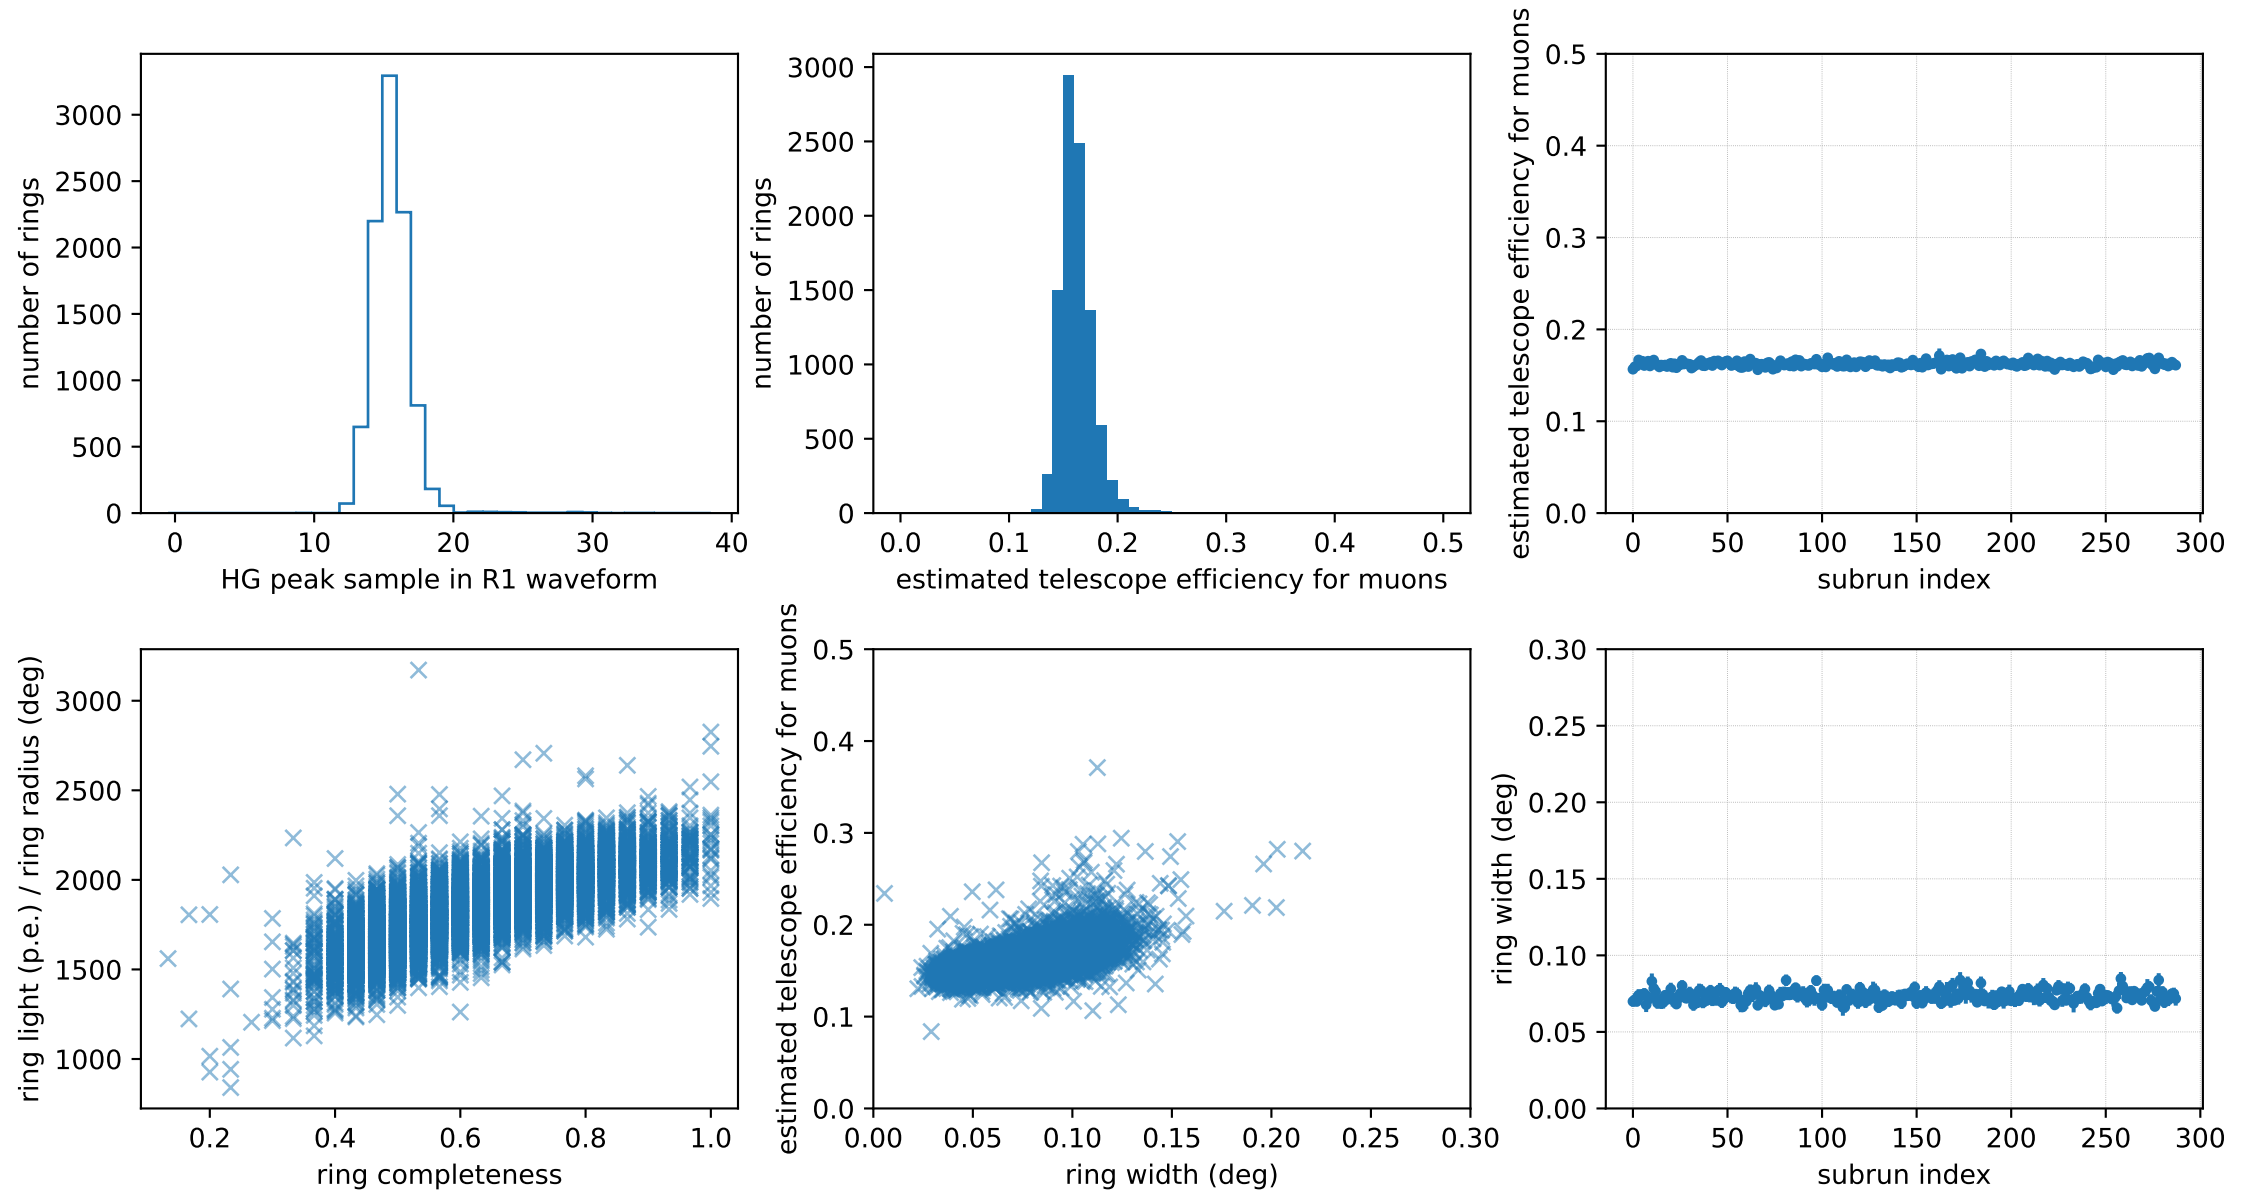 3000
2500
2000
1500
1000
500
0
0 10 20 30 40
HG peak sample in R1 waveform
number of rings
3000
2500
2000
1500
1000
500
0
0.0 0.1 0.2 0.3 0.4 0.5
estimated telescope efficiency for muons
number of rings
0.5
0.4
0.3
0.2
0.1
0.0
0 50 100 150 200 250 300
subrun index
estimated telescope efficiency for muons
3000
2500
2000
1500
1000
0.2 0.4 0.6 0.8 1.0
ring completeness
ring light (p.e.) / ring radius (deg)
0.5
0.4
0.3
0.2
0.1
0.0
0.00 0.05 0.10 0.15 0.20 0.25 0.30
ring width (deg)
estimated telescope efficiency for muons
0.30
0.25
0.20
0.15
0.10
0.05
0.00
0 50 100 150 200 250 300
subrun index
ring width (deg)